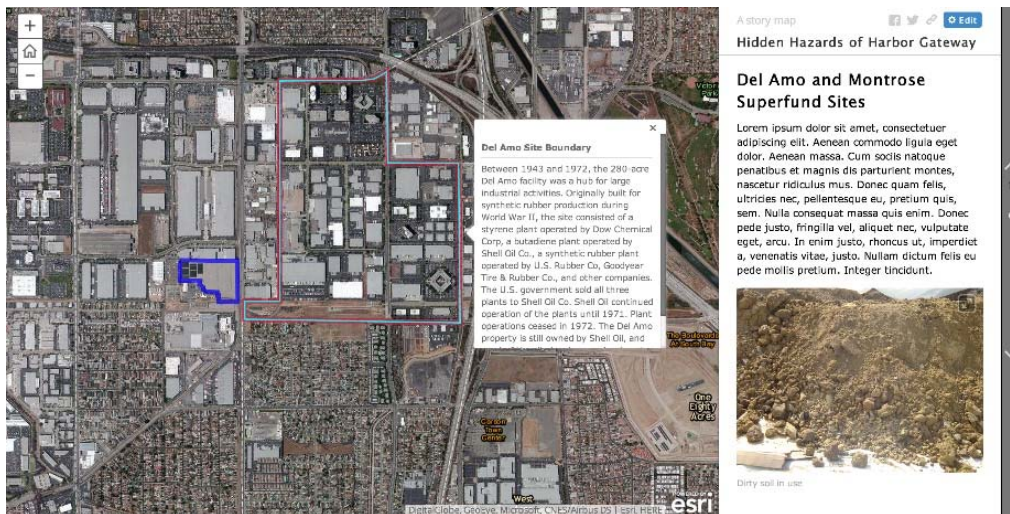 +
−
Del Amo Site Boundary
Between 1943 and 1972, the 280-acre
Del Amo facility was a hub for large
industrial activities. Originally built for
synthetic rubber production during
World War II, the site consisted of a
styrene plant operated by Dow Chemical
Corp, a butadiene plant operated by
Shell Oil Co., a synthetic rubber plant
operated by U.S. Rubber Co, Goodyear
Tire & Rubber Co., and other companies.
The U.S. government sold all three
plants to Shell Oil Co. Shell Oil continued
operation of the plants until 1971. Plant
operations ceased in 1972. The Del Amo
property is still owned by Shell Oil, and
The Boulevards
At South Bay
One
Eighty
Acres
Carson
Town
Center
West
POWERED BY
esri
DigitalGlobe, GeoEye, Microsoft, CNES/Airbus DS | Esri, HERE
A story map
Edit
Hidden Hazards of Harbor Gateway
Del Amo and Montrose
Superfund Sites
Lorem ipsum dolor sit amet, consectetuer
adipiscing elit. Aenean commodo ligula eget
dolor. Aenean massa. Cum sociis natoque
penatibus et magnis dis parturient montes,
nascetur ridiculus mus. Donec quam felis,
ultricies nec, pellentesque eu, pretium quis,
sem. Nulla consequat massa quis enim. Donec
pede justo, fringilla vel, aliquet nec, vulputate
eget, arcu. In enim justo, rhoncus ut, imperdiet
a, venenatis vitae, justo. Nullam dictum felis eu
pede mollis pretium. Integer tincidunt.
Dirty soil in use